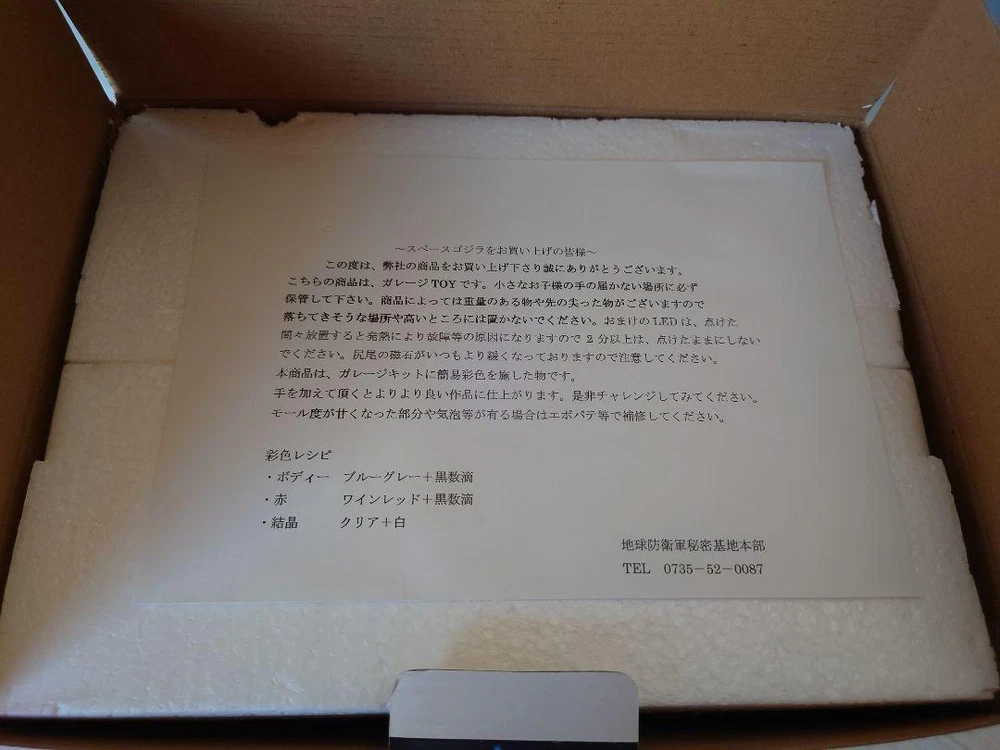 ～スペースゴジラをお買い上げの皆様～
この度は、弊社の商品をお買い上げ下さり誠にありがとうございます。
こちらの商品は、ガレージTOYです。小さなお子様の手の届かない場所に必ず
保管して下さい。商品によっては重量のある物や先の尖った物がございますので
落ちてきそうな場所や高いところには置かないでください。おまけのLEDは、点けた
間々放置すると発熱により故障等の原因になりますので2分以上は、点けたままにしない
でください。尻尾の磁石がいつもより緩くなっておりますので注意してください。
本商品は、ガレージキットに簡易彩色を施した物です。
手を加えて頂くとよりより良い作品に仕上がります。是非チャレンジしてみてください。
モール度が甘くなった部分や気泡等が有る場合はエポパテ等で補修してください。
彩色レシピ
・ボディー　ブルーグレー＋黒数滴
・赤　　　　ワインレッド＋黒数滴
・結晶　　　クリア＋白
地球防衛軍秘密基地本部
TEL　0735－52－0087